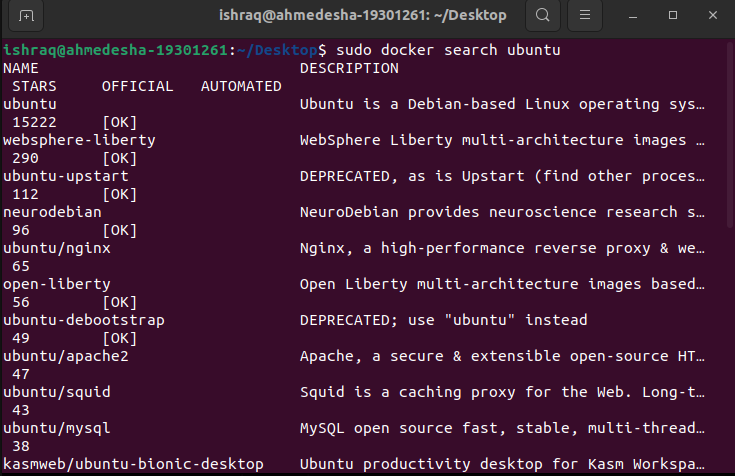 ishraq@ahmedesha-19301261: ~/Desktop
ishraq@ahmedesha-19301261:~/Desktop$ sudo docker search ubuntu
NAME                             DESCRIPTION
 STARS     OFFICIAL   AUTOMATED
ubuntu                           Ubuntu is a Debian-based Linux operating sys…
 15222     [OK]
websphere-liberty                WebSphere Liberty multi-architecture images …
 290       [OK]
ubuntu-upstart                   DEPRECATED, as is Upstart (find other proces…
 112       [OK]
neurodebian                      NeuroDebian provides neuroscience research s…
 96        [OK]
ubuntu/nginx                     Nginx, a high-performance reverse proxy & we…
 65
open-liberty                     Open Liberty multi-architecture images based…
 56        [OK]
ubuntu-debootstrap               DEPRECATED; use "ubuntu" instead
 49        [OK]
ubuntu/apache2                   Apache, a secure & extensible open-source HT…
 47
ubuntu/squid                     Squid is a caching proxy for the Web. Long-t…
 43
ubuntu/mysql                     MySQL open source fast, stable, multi-thread…
 38
kasmweb/ubuntu-bionic-desktop    Ubuntu productivity desktop for Kasm Workspa…